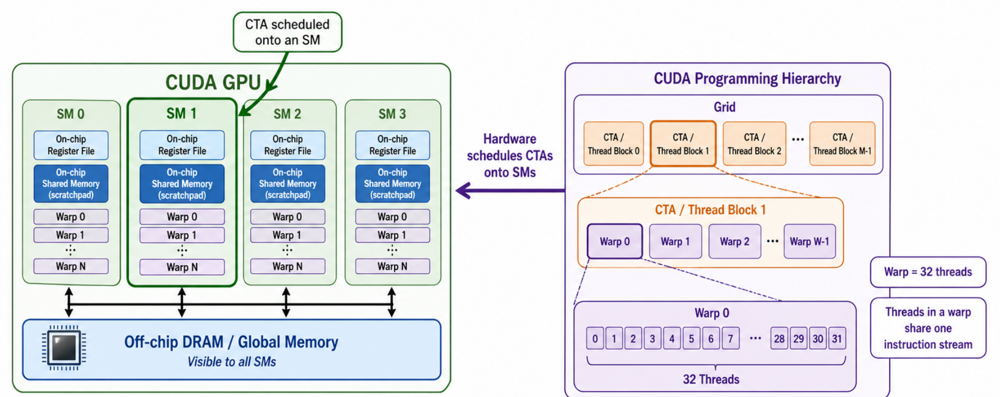 CTA scheduled
onto an SM
CUDA GPU
SM 0
On-chip
Register File
On-chip
Shared Memory
(scratchpad)
Warp 0
Warp 1
Warp N
SM 1
On-chip
Register File
On-chip
Shared Memory
(scratchpad)
Warp 0
Warp 1
Warp N
SM 2
On-chip
Register File
On-chip
Shared Memory
(scratchpad)
Warp 0
Warp 1
Warp N
SM 3
On-chip
Register File
On-chip
Shared Memory
(scratchpad)
Warp 0
Warp 1
Warp N
Off-chip DRAM / Global Memory
Visible to all SMs
Hardware
schedules CTAs
onto SMs
CUDA Programming Hierarchy
Grid
CTA /
Thread Block 0
CTA /
Thread Block 1
CTA /
Thread Block 2
...
CTA /
Thread Block M-1
CTA / Thread Block 1
Warp 0
Warp 1
Warp 2
...
Warp W-1
Warp 0
0 1 2 3 4 5 6 7 ... 28 29 30 31
32 Threads
Warp = 32 threads
Threads in a warp
share one
instruction stream